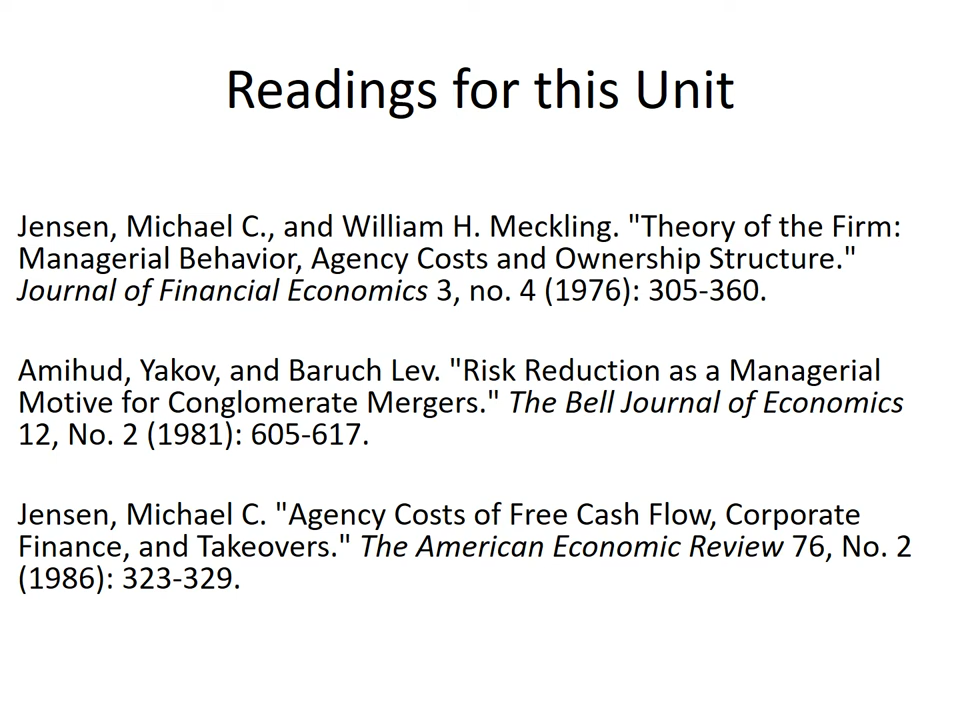 Readings for this Unit
Jensen, Michael C., and William H. Meckling. "Theory of the Firm:
Managerial Behavior, Agency Costs and Ownership Structure."
Journal of Financial Economics 3, no. 4 (1976): 305-360.
Amihud, Yakov, and Baruch Lev. "Risk Reduction as a Managerial
Motive for Conglomerate Mergers." The Bell Journal of Economics
12, No. 2 (1981): 605-617.
Jensen, Michael C. "Agency Costs of Free Cash Flow, Corporate
Finance, and Takeovers." The American Economic Review 76, No. 2
(1986): 323-329.